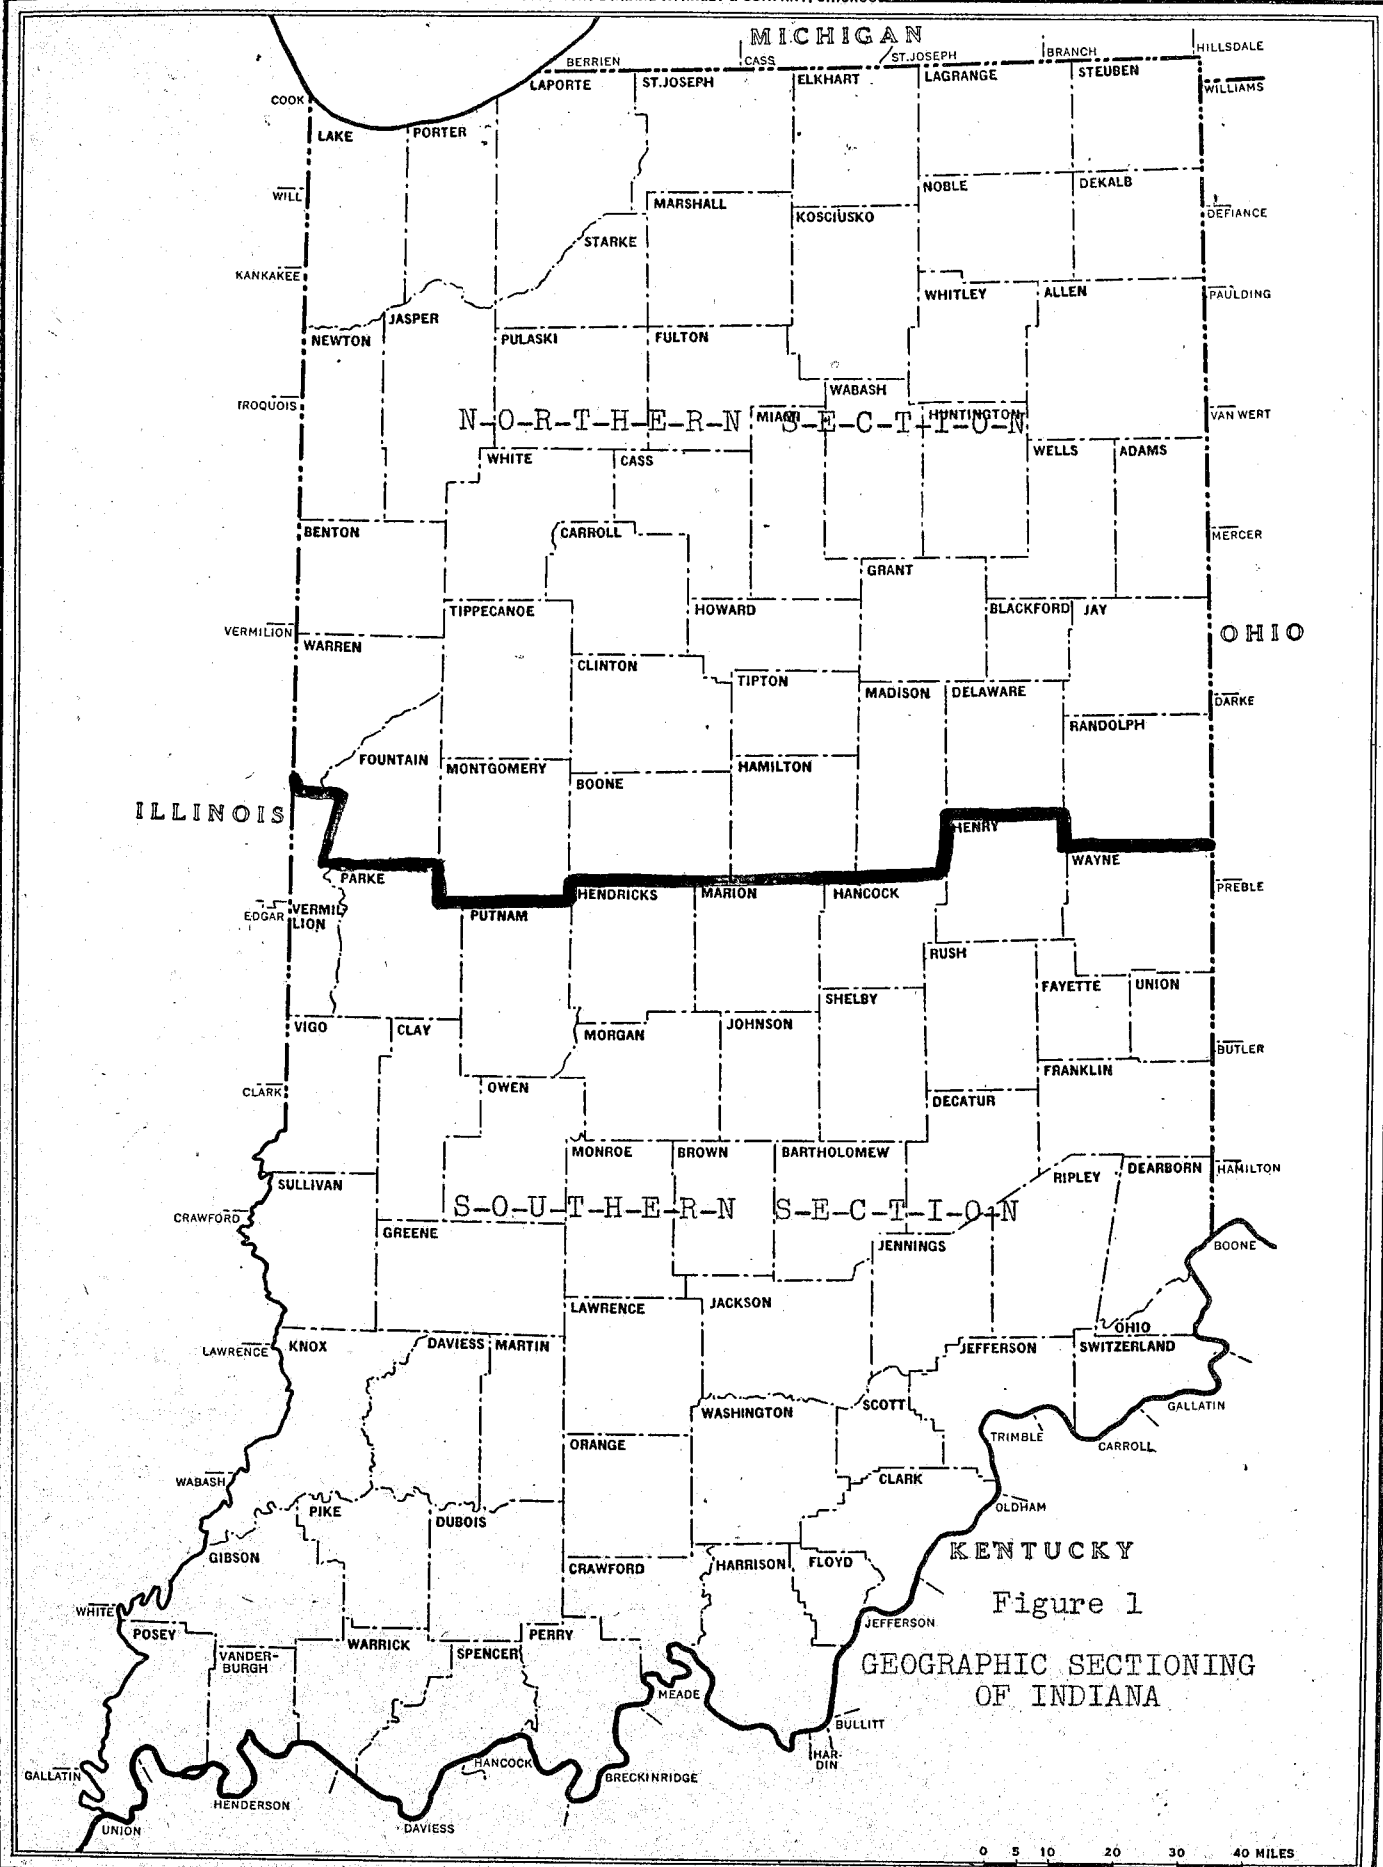 MICHIGAN
BERRIEN
CASS
ST.JOSEPH
BRANCH
HILLSDALE
LAPORTE
ST.JOSEPH
ELKHART
LAGRANGE
STEUBEN
WILLIAMS
COOK
LAKE
PORTER
WILL
MARSHALL
KOSCIUSKO
NOBLE
DEKALB
DEFIANCE
STARKE
KANKAKEE
WHITLEY
ALLEN
PAULDING
JASPER
NEWTON
PULASKI
FULTON
WABASH
IROQUOIS
MIAMI
HUNTINGTON
VAN WERT
N-O-R-T-H-E-R-N S-E-C-T-I-O-N
WHITE
CASS
WELLS
ADAMS
BENTON
CARROLL
MERCER
GRANT
TIPPECANOE
HOWARD
BLACKFORD
JAY
VERMILION
WARREN
OHIO
CLINTON
TIPTON
MADISON
DELAWARE
DARKE
RANDOLPH
FOUNTAIN
MONTGOMERY
BOONE
HAMILTON
ILLINOIS
HENRY
WAYNE
PARKE
HENDRICKS
MARION
HANCOCK
PREBLE
EDGAR
VERMIL-
LION
PUTNAM
RUSH
FAYETTE
UNION
SHELBY
VIGO
CLAY
MORGAN
JOHNSON
BUTLER
FRANKLIN
CLARK
OWEN
DECATUR
MONROE
BROWN
BARTHOLOMEW
RIPLEY
DEARBORN
HAMILTON
SULLIVAN
S-O-U-T-H-E-R-N S-E-C-T-I-O-N
CRAWFORD
GREENE
JENNINGS
BOONE
LAWRENCE
JACKSON
OHIO
LAWRENCE
KNOX
DAVIESS
MARTIN
JEFFERSON
SWITZERLAND
WASHINGTON
SCOTT
GALLATIN
TRIMBLE
CARROLL
ORANGE
WABASH
CLARK
OLDHAM
PIKE
DUBOIS
GIBSON
CRAWFORD
HARRISON
FLOYD
KENTUCKY
WHITE
Figure 1
JEFFERSON
POSEY
VANDER-
BURGH
WARRICK
SPENCER
PERRY
GEOGRAPHIC SECTIONING
OF INDIANA
MEADE
BULLITT
HAR-
DIN
GALLATIN
HANCOCK
BRECKINRIDGE
HENDERSON
UNION
DAVIESS
0 5 10 20 30 40 MILES